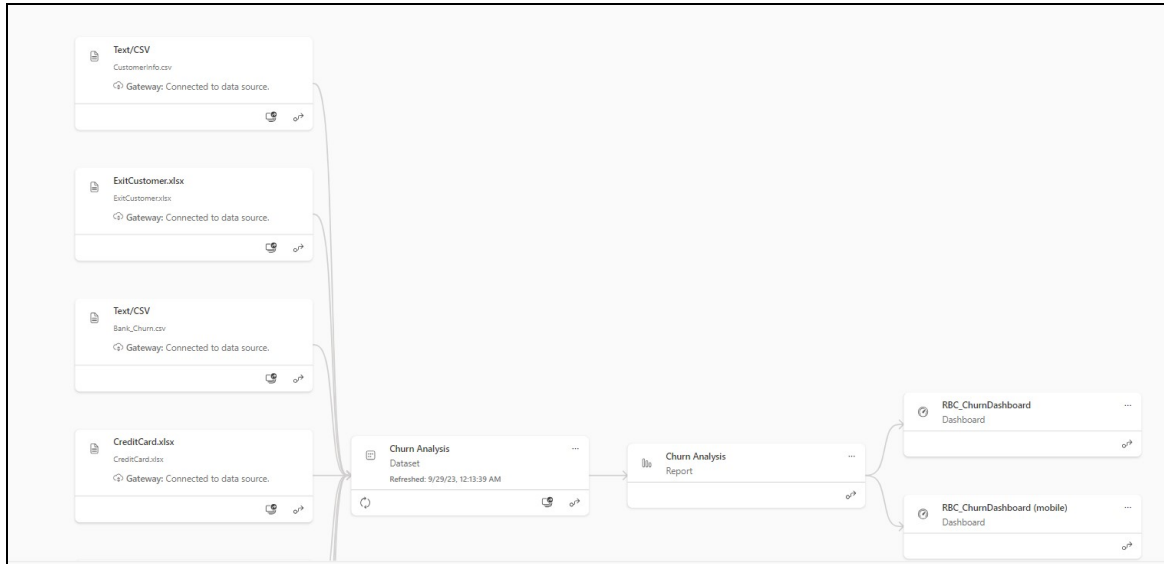 Text/CSV
CustomerInfo.csv
Gateway: Connected to data source.
ExitCustomer.xlsx
ExitCustomer.xlsx
Gateway: Connected to data source.
Text/CSV
Bank_Churn.csv
Gateway: Connected to data source.
CreditCard.xlsx
CreditCard.xlsx
Gateway: Connected to data source.
Churn Analysis
Dataset
Refreshed: 9/29/23, 12:13:39 AM
Churn Analysis
Report
RBC_ChurnDashboard
Dashboard
RBC_ChurnDashboard (mobile)
Dashboard